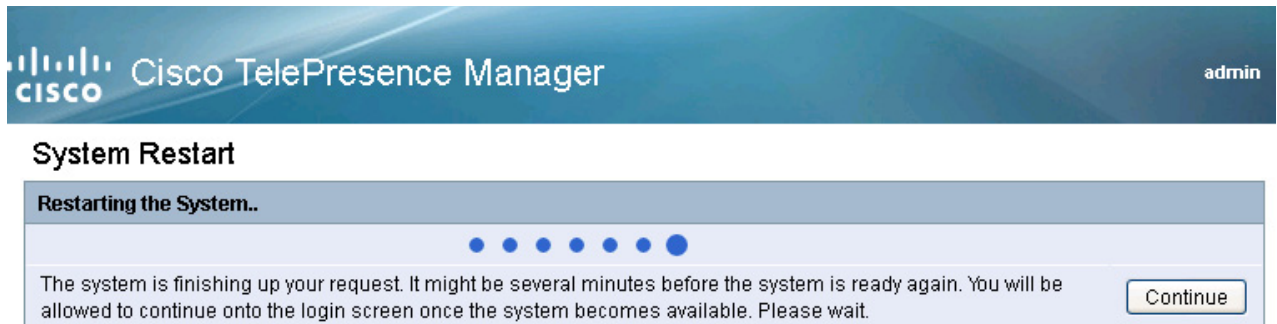 CISCO
Cisco TelePresence Manager
admin
System Restart
Restarting the System..
The system is finishing up your request. It might be several minutes before the system is ready again. You will be
allowed to continue onto the login screen once the system becomes available. Please wait.
Continue